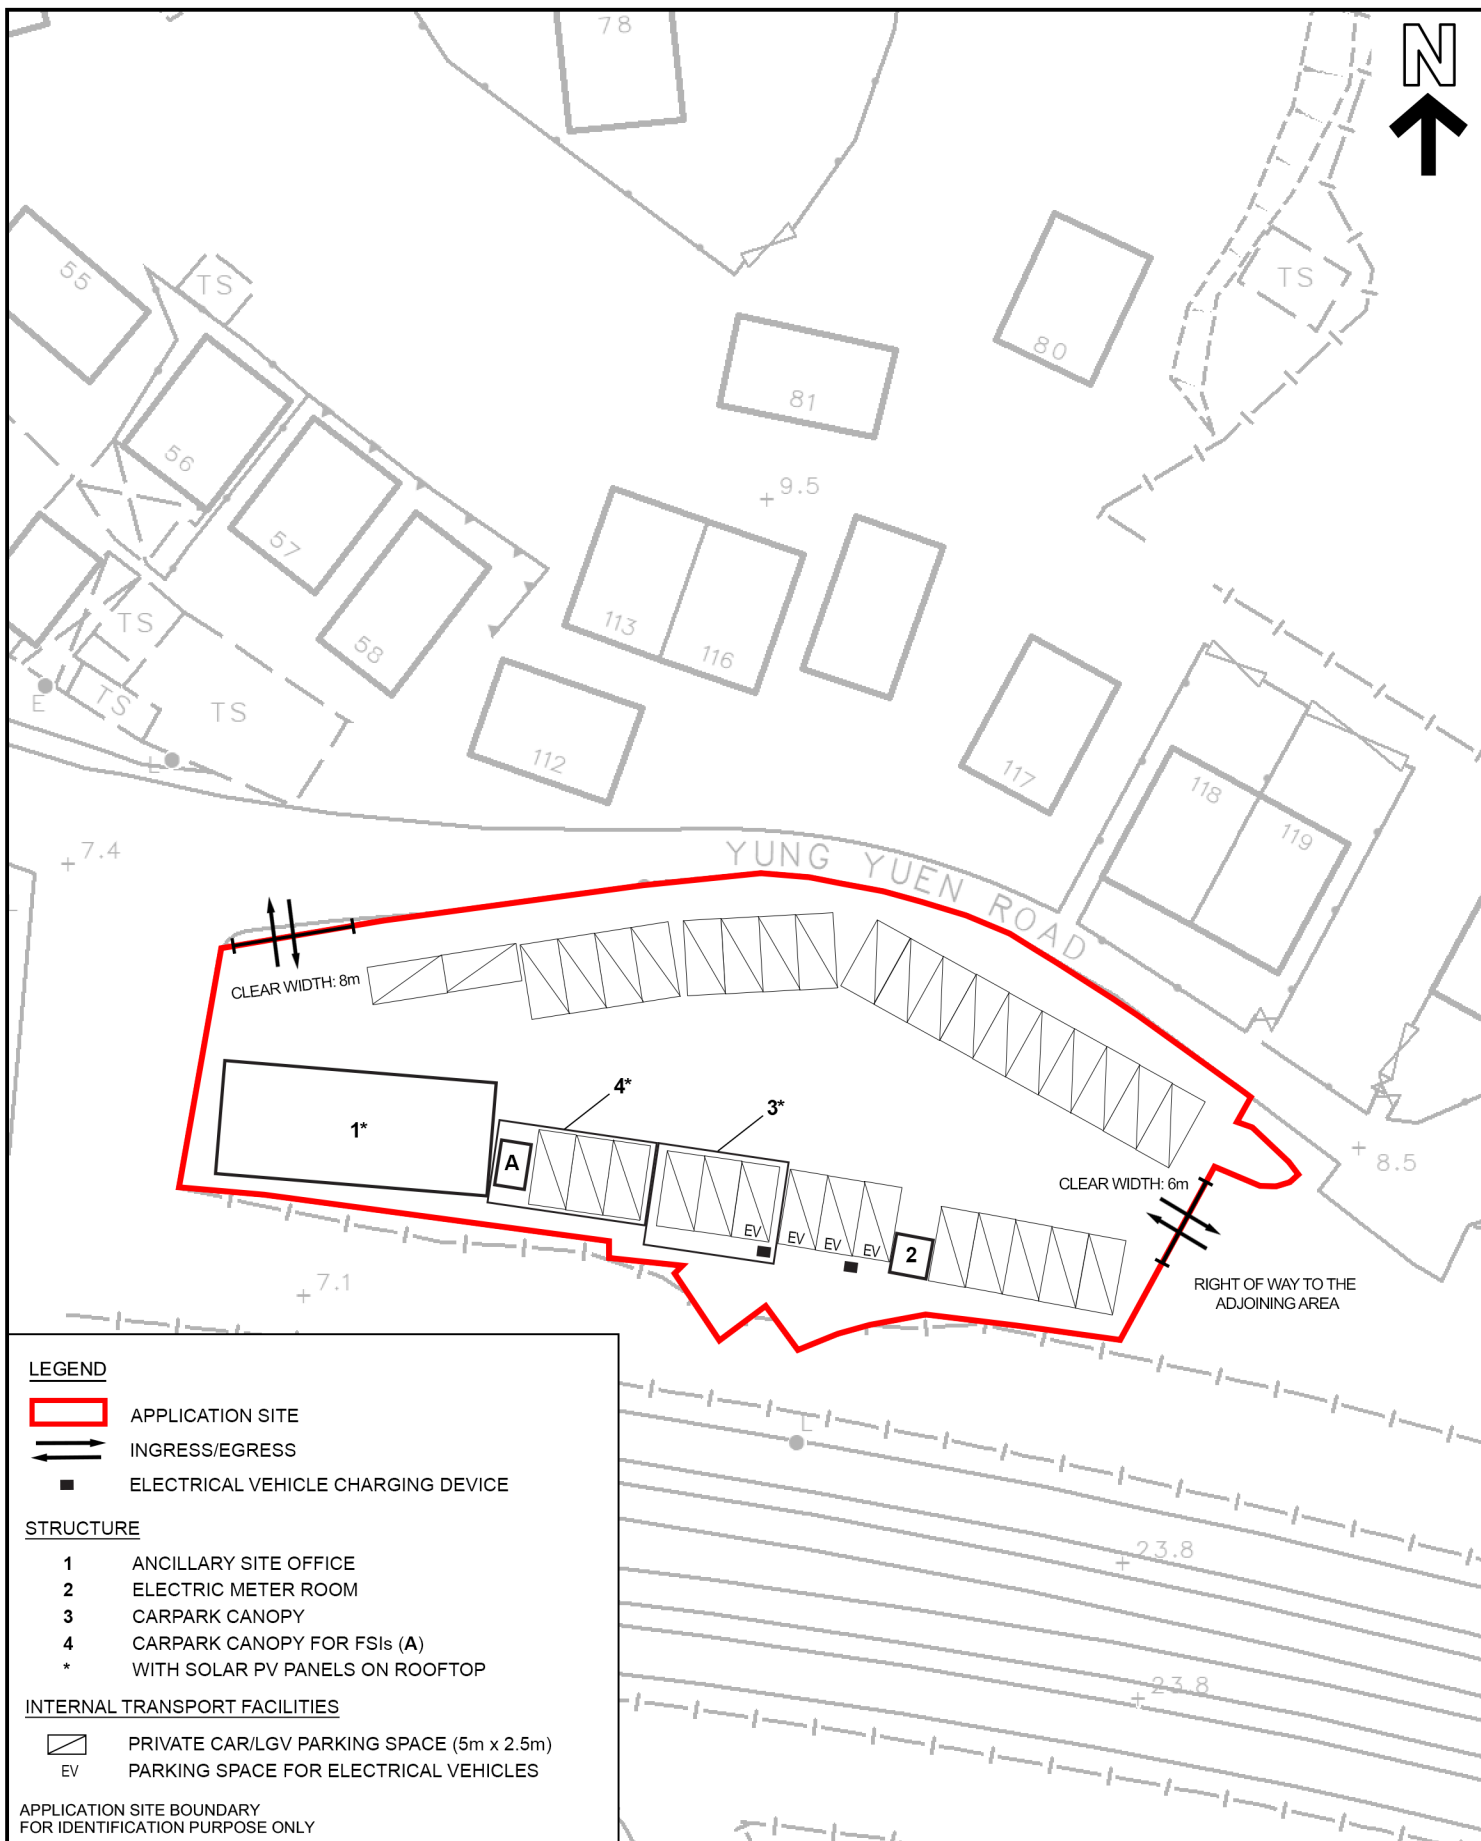 78
N
55
TS
TS
80
81
56
9.5
57
113
116
58
TS
TS
TS
E
112
117
118
119
L
7.4
YUNG YUEN ROAD
CLEAR WIDTH: 8m
4*
3*
1*
A
8.5
CLEAR WIDTH: 6m
EV
EV
EV
EV
2
7.1
RIGHT OF WAY TO THE
ADJOINING AREA
LEGEND
APPLICATION SITE
INGRESS/EGRESS
ELECTRICAL VEHICLE CHARGING DEVICE
L
STRUCTURE
1 ANCILLARY SITE OFFICE
2 ELECTRIC METER ROOM
3 CARPARK CANOPY
4 CARPARK CANOPY FOR FSIs (A)
* WITH SOLAR PV PANELS ON ROOFTOP
23.8
23.8
INTERNAL TRANSPORT FACILITIES
PRIVATE CAR/LGV PARKING SPACE (5m x 2.5m)
EV PARKING SPACE FOR ELECTRICAL VEHICLES
APPLICATION SITE BOUNDARY
FOR IDENTIFICATION PURPOSE ONLY